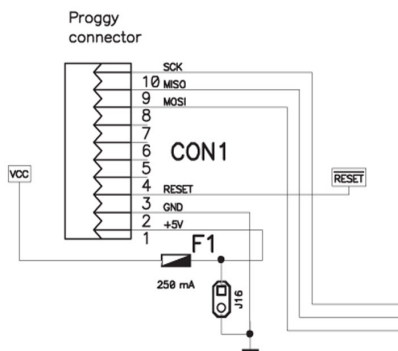 Proggy
connector
SCK
10 MISO
9 MOSI
8
7
6
CON1
5
4 RESET
3 GND
2 +5V
1
VCC
RESET
F1
250 mA
J16